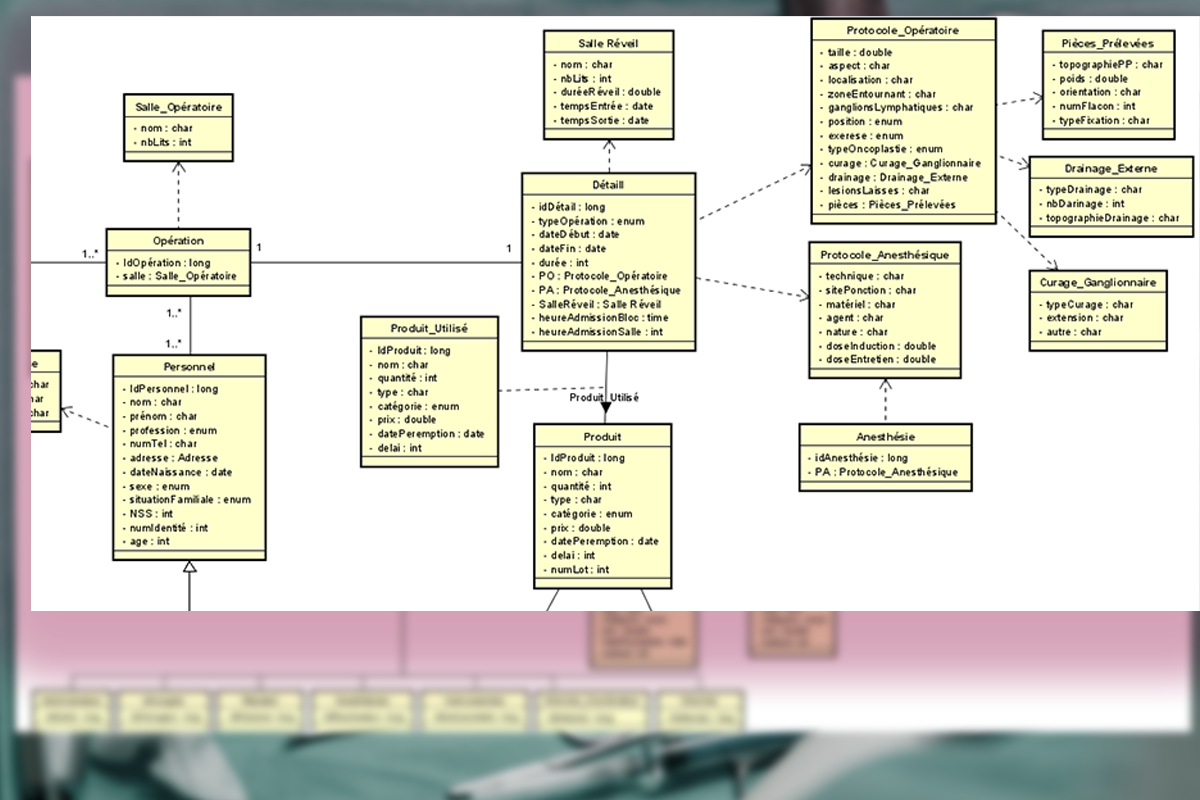 Salle_Opératoire
- nom : char
- nbLits : int
Opération
- IdOpération : long
- salle : Salle_Opératoire
1..*
1
1
1..*
1..*
e
char
ar
char
Personnel
- IdPersonnel : long
- nom : char
- prénom : char
- profession : enum
- numTel : char
- adresse : Adresse
- dateNaissance : date
- sexe : enum
- situationFamiliale : enum
- NSS : int
- numIdentité : int
- age : int
Salle Réveil
- nom : char
- nbLits : int
- duréeRéveil : double
- tempsEntrée : date
- tempsSortie : date
Détaill
- idDétail : long
- typeOpération : enum
- dateDébut : date
- dateFin : date
- durée : int
- PO : Protocole_Opératoire
- PA : Protocole_Anesthésique
- SalleRéveil : Salle Réveil
- heureAdmissionBloc : time
- heureAdmissionSalle : int
Produit_Utilisé
- IdProduit : long
- nom : char
- quantité : int
- type : char
- catégorie : enum
- prix : double
- datePeremption : date
- delai : int
Produit_Utilisé
Produit
- IdProduit : long
- nom : char
- quantité : int
- type : char
- catégorie : enum
- prix : double
- datePeremption : date
- delai : int
- numLot : int
Protocole_Opératoire
- taille : double
- aspect : char
- localisation : char
- zoneEntournant : char
- ganglionsLymphatiques : char
- position : enum
- exerese : enum
- typeOncoplastie : enum
- curage : Curage_Ganglionnaire
- drainage : Drainage_Externe
- lesionsLaisses : char
- pièces : Pièces_Prélevées
Protocole_Anesthésique
- technique : char
- sitePonction : char
- matériel : char
- agent : char
- nature : char
- doseInduction : double
- doseEntretien : double
Anesthésie
- idAnesthésie : long
- PA : Protocole_Anesthésique
Pièces_Prélevées
- topographiePP : char
- poids : double
- orientation : char
- numFlacon : int
- typeFixation : char
Drainage_Externe
- typeDrainage : char
- nbDarinage : int
- topographieDrainage : char
Curage_Ganglionnaire
- typeCurage : char
- extension : char
- autre : char